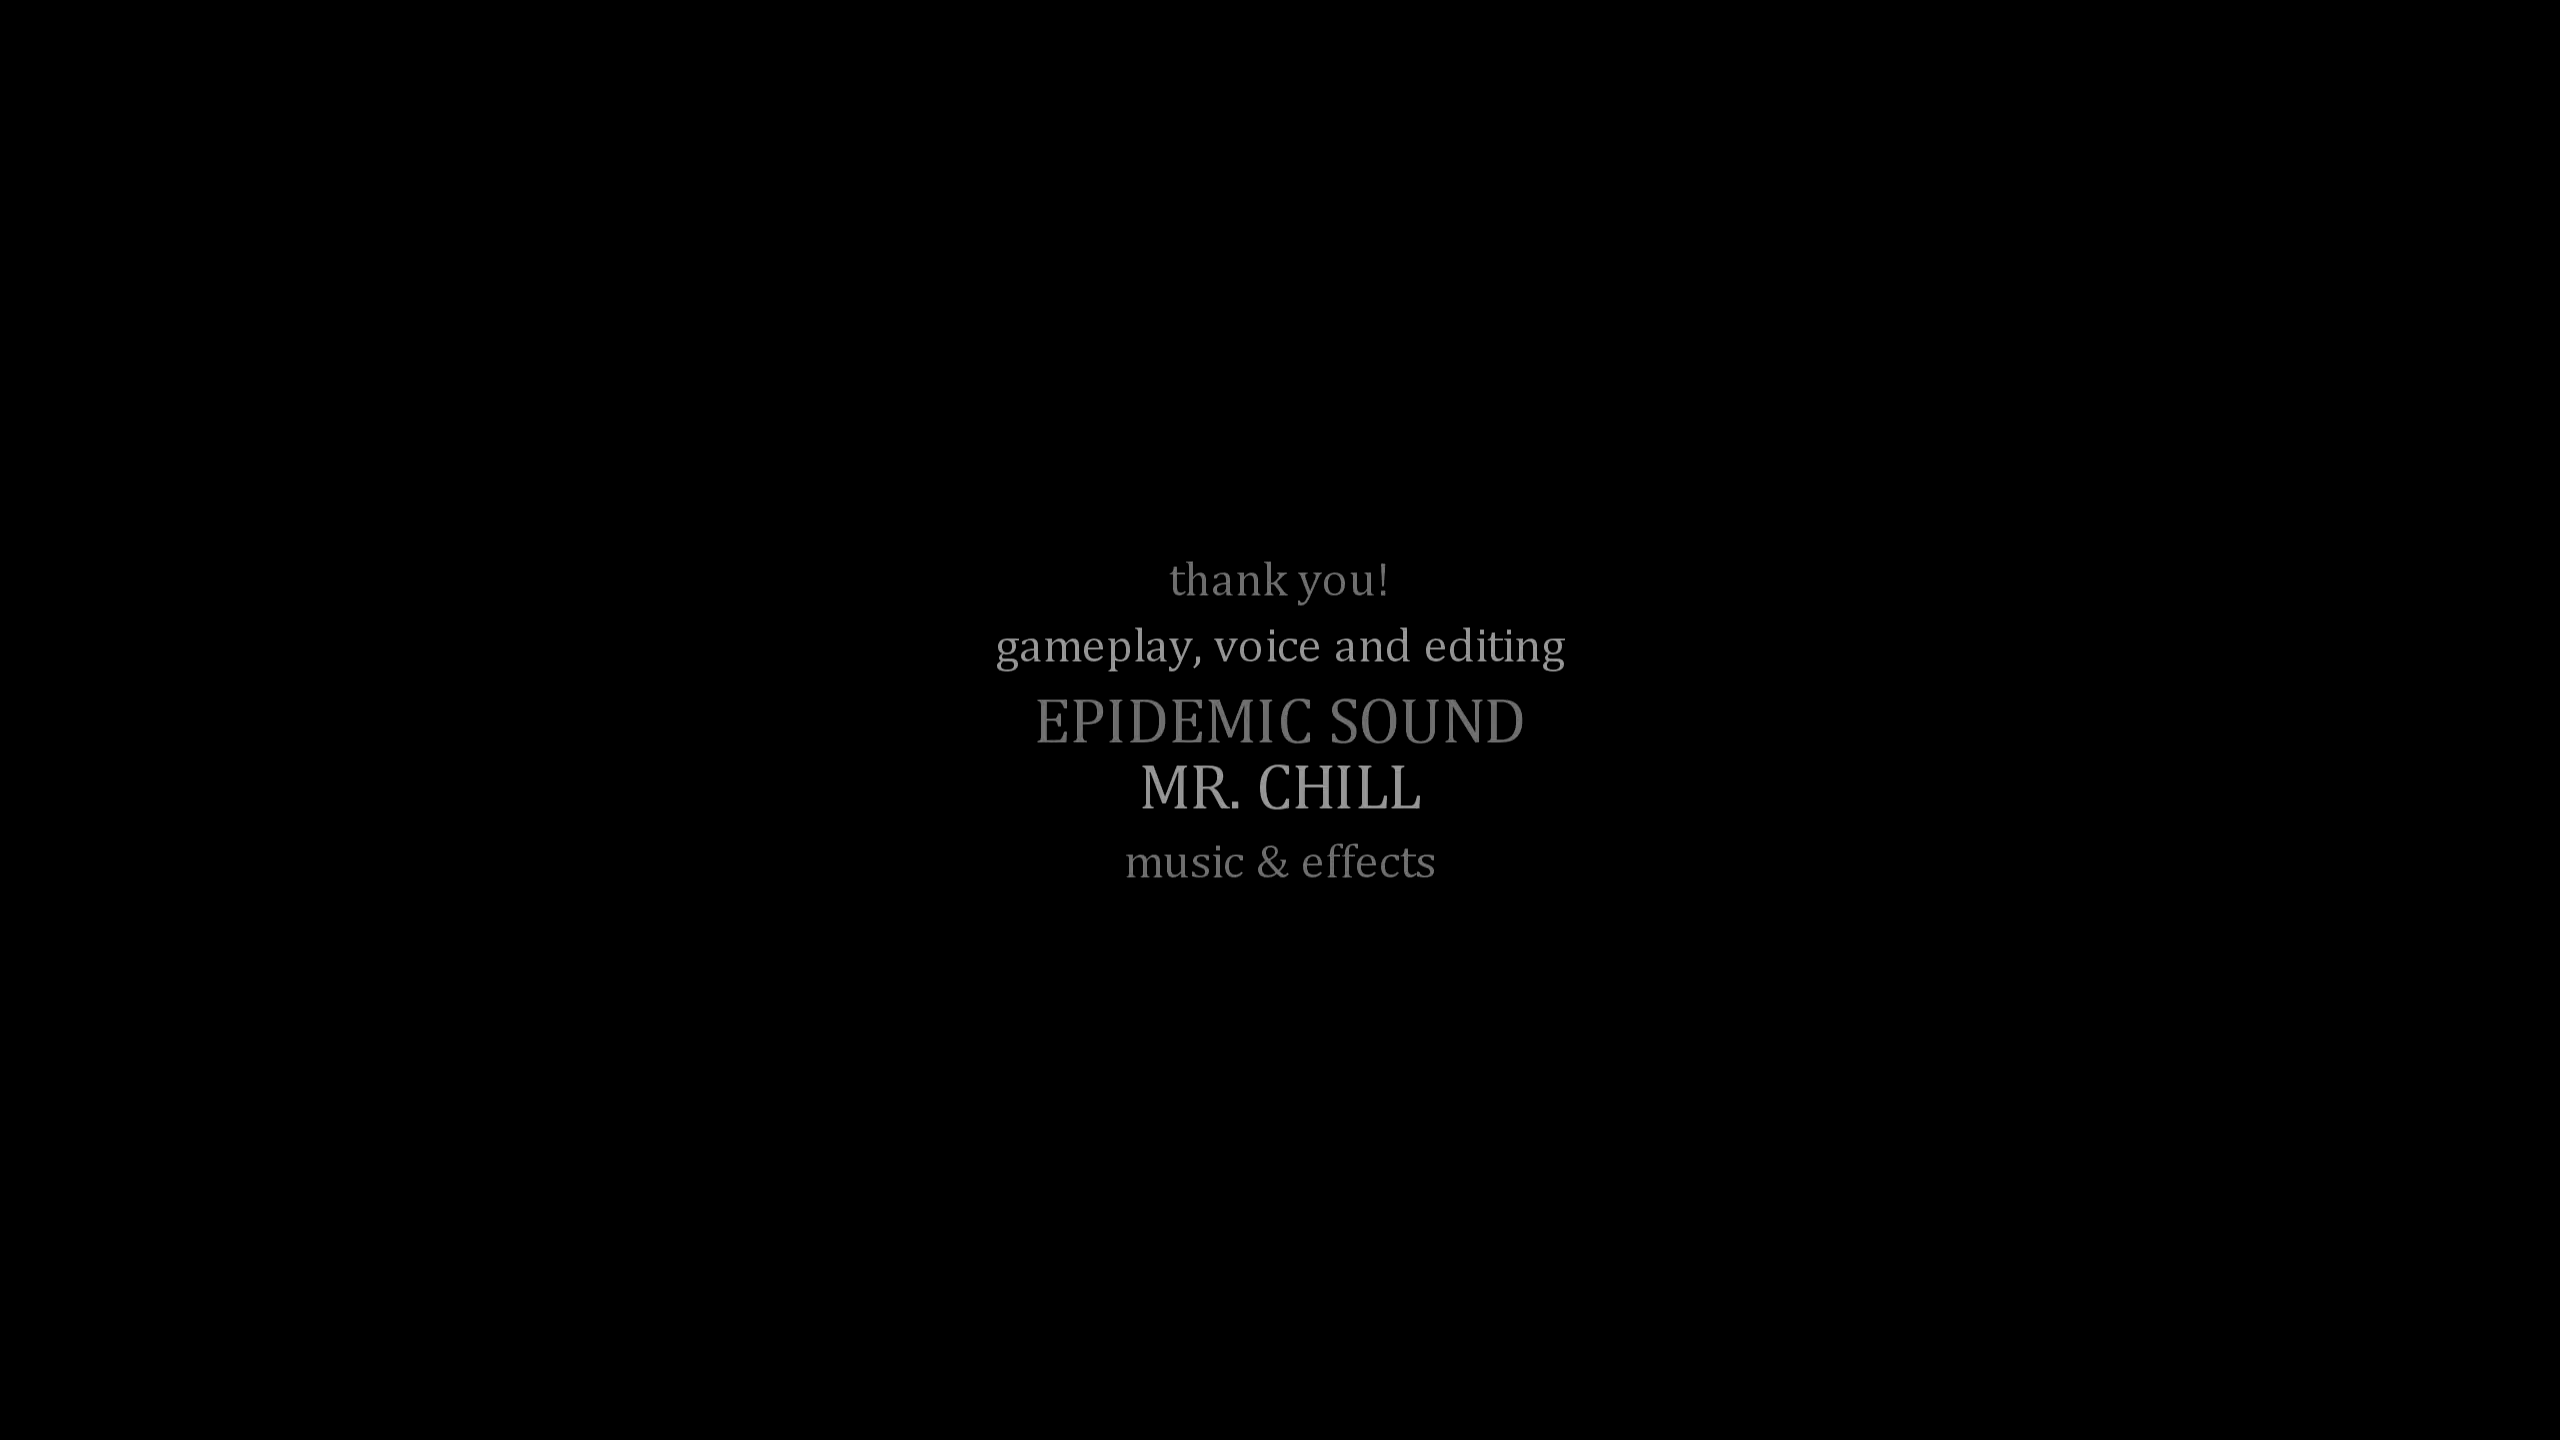 thank you!
gameplay, voice and editing
EPIDEMIC SOUND
MR. CHILL
music & effects